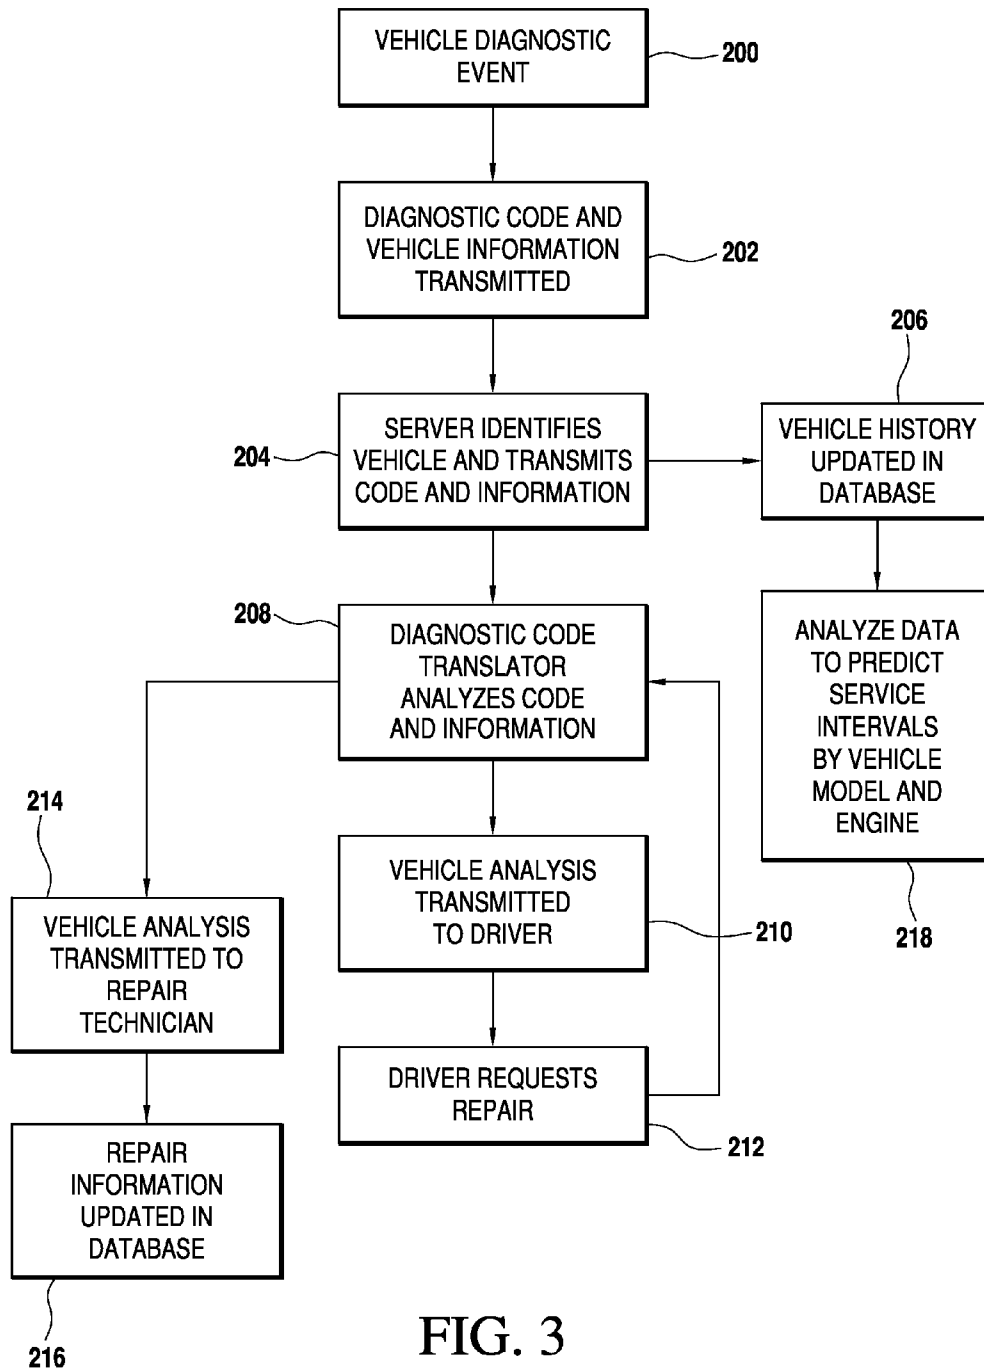 VEHICLE DIAGNOSTIC
EVENT
200
DIAGNOSTIC CODE AND
VEHICLE INFORMATION
TRANSMITTED
202
SERVER IDENTIFIES
VEHICLE AND TRANSMITS
CODE AND INFORMATION
204
206
VEHICLE HISTORY
UPDATED IN
DATABASE
208
DIAGNOSTIC CODE
TRANSLATOR
ANALYZES CODE
AND INFORMATION
ANALYZE DATA
TO PREDICT
SERVICE
INTERVALS
BY VEHICLE
MODEL AND
ENGINE
218
VEHICLE ANALYSIS
TRANSMITTED
TO DRIVER
210
DRIVER REQUESTS
REPAIR
212
214
VEHICLE ANALYSIS
TRANSMITTED TO
REPAIR
TECHNICIAN
REPAIR
INFORMATION
UPDATED IN
DATABASE
216
FIG. 3